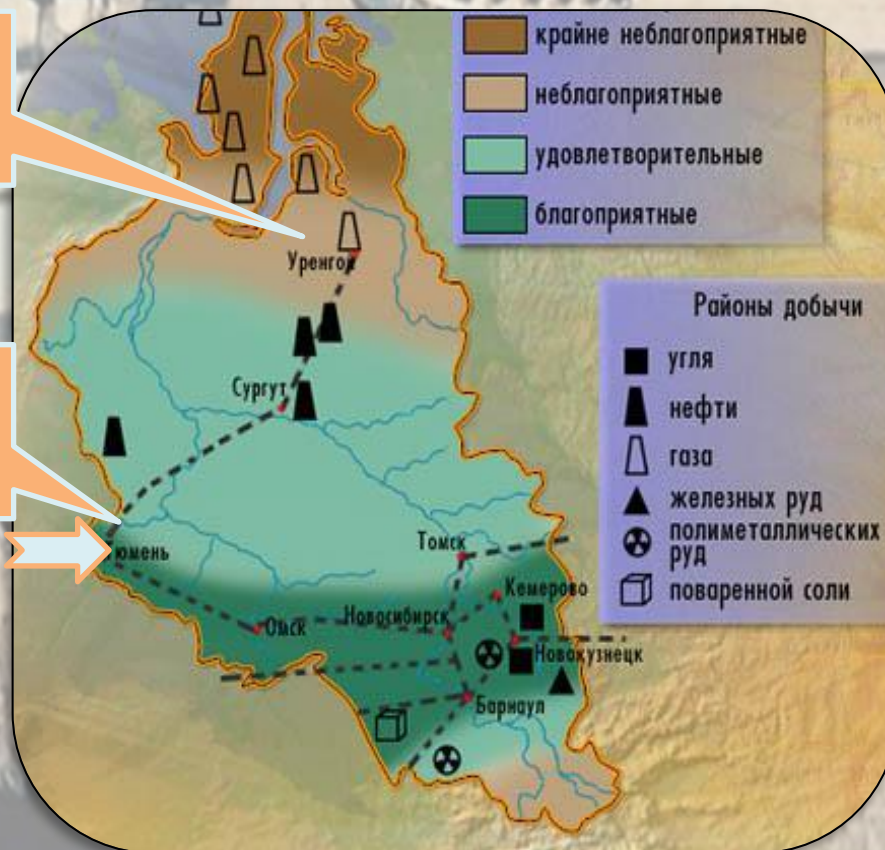 крайне неблагоприятные
неблагоприятные
удовлетворительные
благоприятные
Уренгой
Районы добычи
угля
нефти
газа
железных руд
полиметаллических
руд
поваренной соли
Сургут
юмень
Томск
Кемерово
Новосибирск
Омск
Новокузнецк
Барнаул